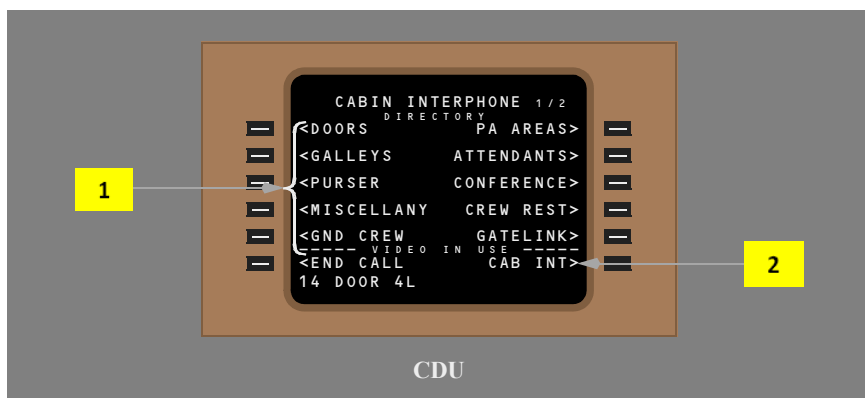 CABIN INTERPHONE 1/2
DIRECTORY
<DOORS PA AREAS>
<GALLEYS ATTENDANTS>
<PURSER CONFERENCE>
<MISCELLANY CREW REST>
<GND CREW GATELINK>
----- VIDEO IN USE -----
<END CALL CAB INT>
14 DOOR 4L
1
2
CDU